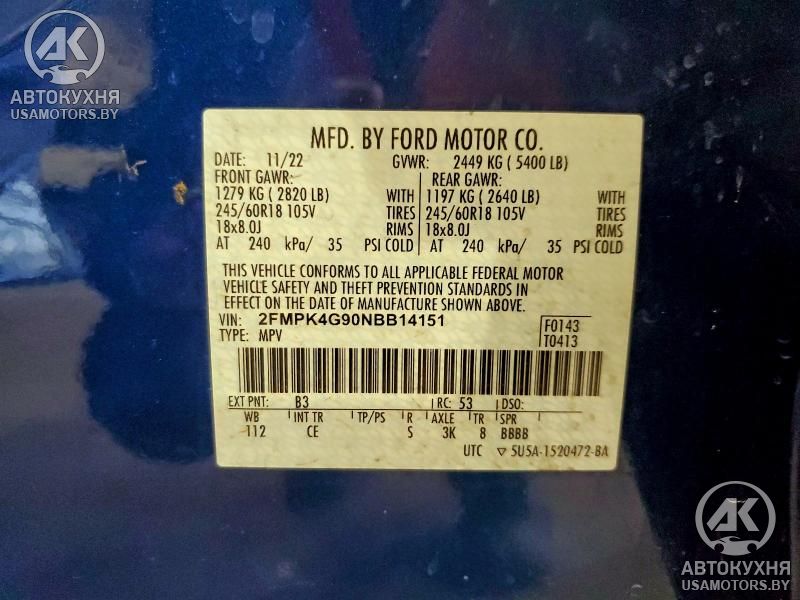 AK
АВТОКУХНЯ
USAMOTORS.BY
MFD. BY FORD MOTOR CO.
DATE: 11/22 GVWR: 2449 KG ( 5400 LB)
FRONT GAWR: REAR GAWR:
1279 KG ( 2820 LB) WITH 1197 KG ( 2640 LB) WITH
245/60R18 105V TIRES 245/60R18 105V TIRES
18x8.0J RIMS 18x8.0J RIMS
AT 240 kPa/ 35 PSI COLD AT 240 kPa/ 35 PSI COLD
THIS VEHICLE CONFORMS TO ALL APPLICABLE FEDERAL MOTOR
VEHICLE SAFETY AND THEFT PREVENTION STANDARDS IN
EFFECT ON THE DATE OF MANUFACTURE SHOWN ABOVE.
VIN: 2FMPK4G90NBB14151 F0143
TYPE: MPV T0413
EXT PNT: B3 RC: 53 DSO:
WB INT TR TP/PS R AXLE TR SPR
112 CE S 3K 8 BBBB
UTC ▽ 5U5A-1520472-BA
AK
АВТОКУХНЯ
USAMOTORS.BY